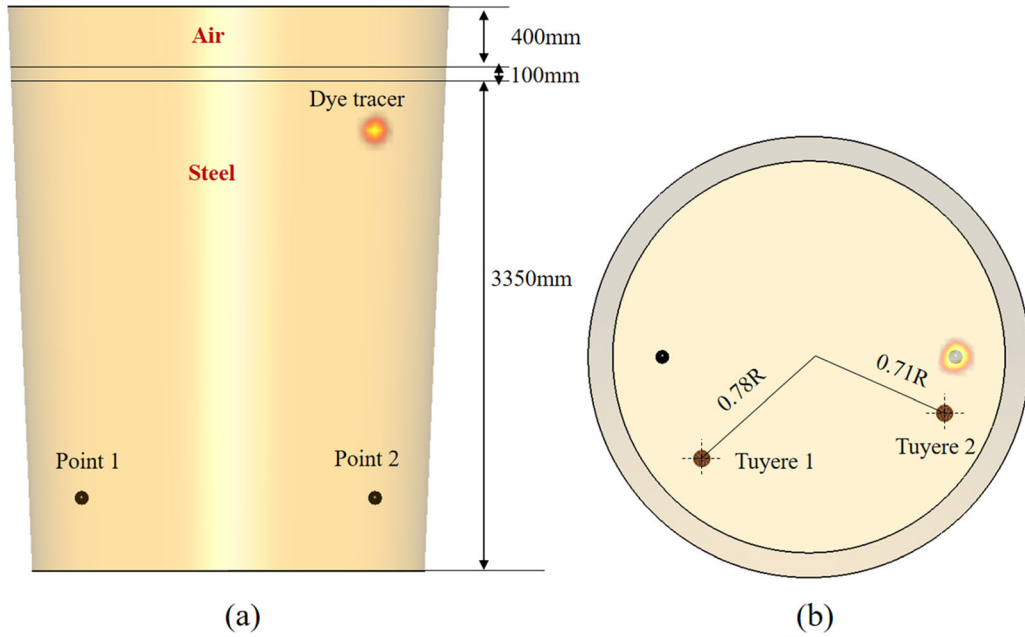 Air
400mm
100mm
Dye tracer
Steel
3350mm
Point 1
Point 2
(a)
0.78R
0.71R
Tuyere 1
Tuyere 2
(b)